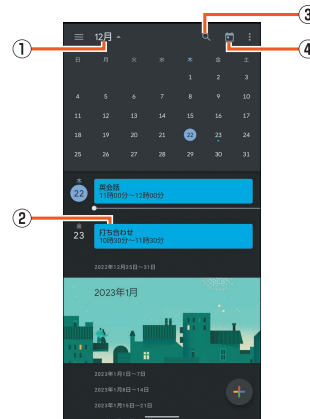 ③
① 12月 ④
日 月 火 水 木 金 土
1 2 3
4 5 6 7 8 9 10
11 12 13 14 15 16 17
18 19 20 21 22 23 24
25 26 27 28 29 30 31
木
22
英会話
11時00分～12時00分
②
金
23
打ち合わせ
10時30分～11時30分
2022年12月25日～31日
2023年1月
2023年1月1日～7日
2023年1月8日～14日
2023年1月15日～21日